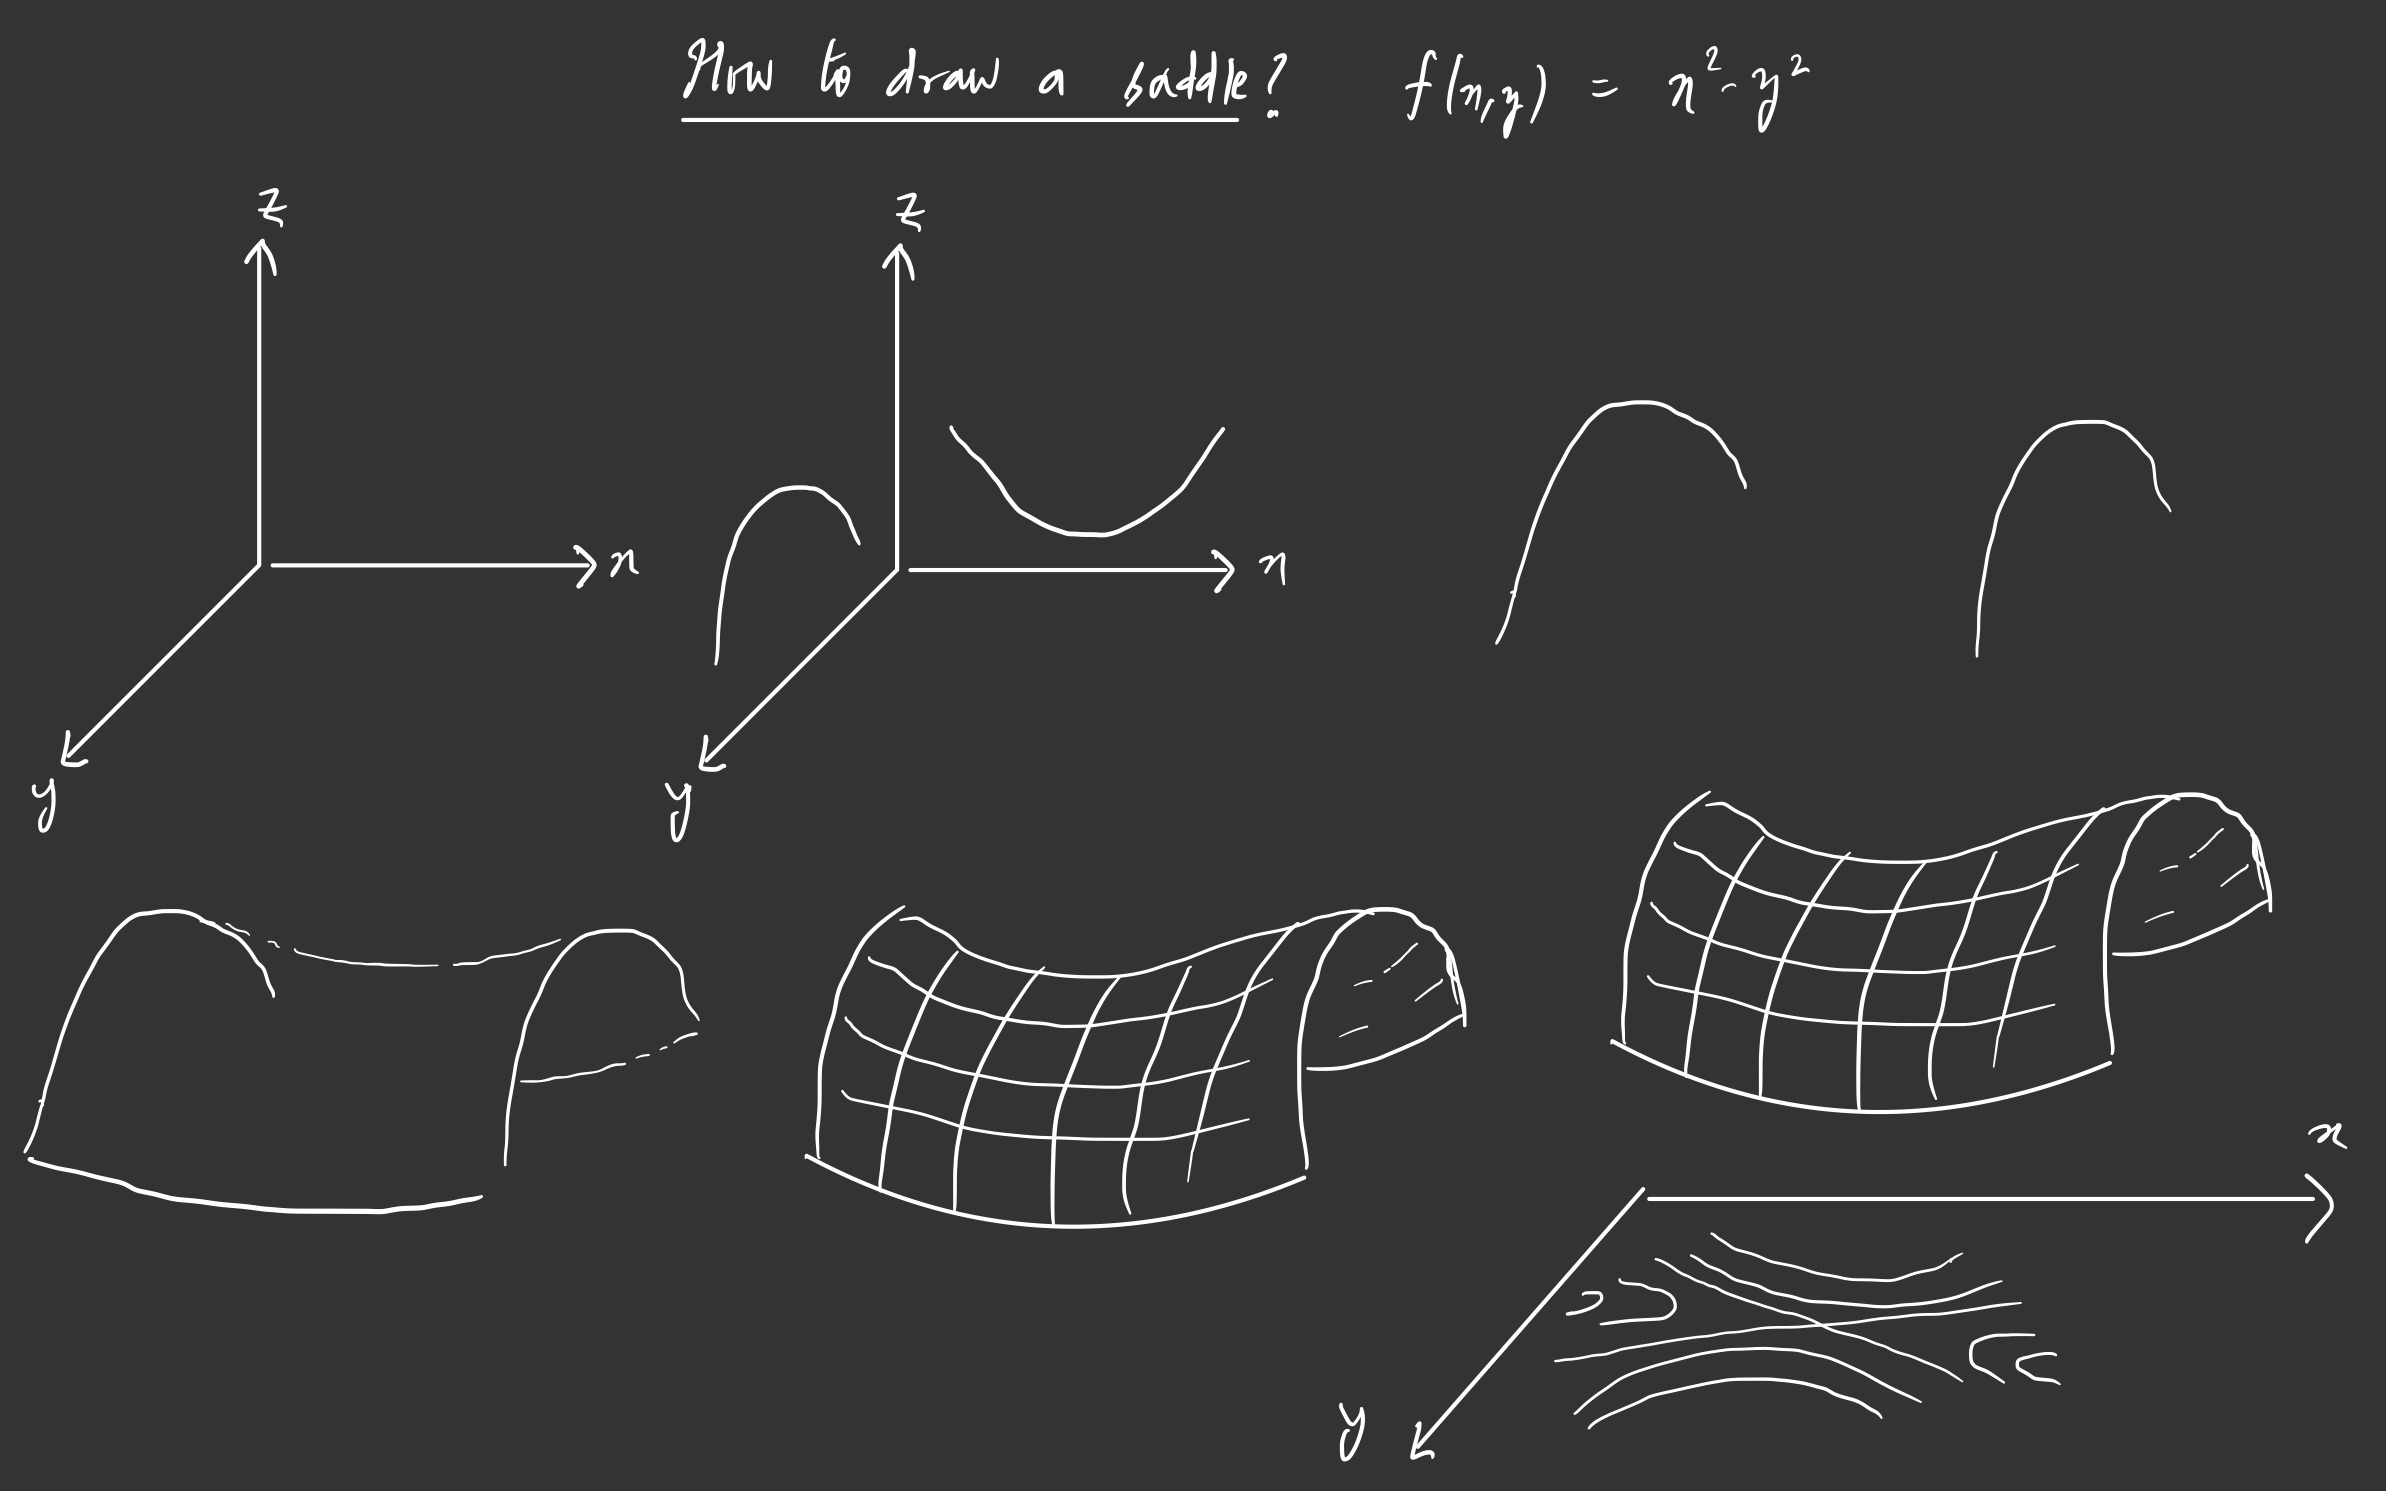 How to draw a saddle? f(x,y) = x² - y²
z
z
x
x
y
y
x
y